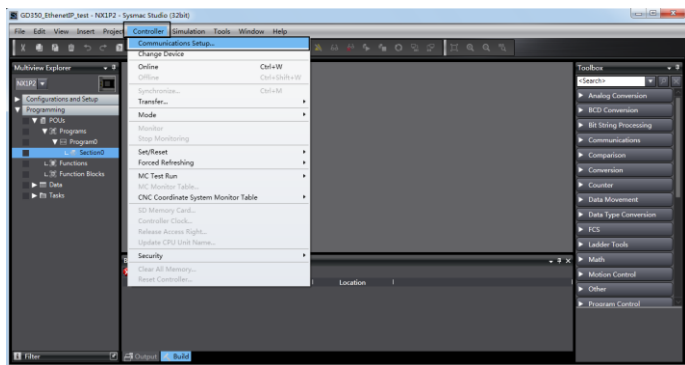 GD350_EthenetIP_test - NX1P2 - Sysmac Studio (32bit)
File Edit View Insert Project Controller Simulation Tools Window Help
Communications Setup...
Change Device
Online Ctrl+W
Offline Ctrl+Shift+W
Synchronize... Ctrl+M
Transfer...
Mode
Monitor
Stop Monitoring
Set/Reset
Forced Refreshing
MC Test Run
MC Monitor Table...
CNC Coordinate System Monitor Table
SD Memory Card...
Controller Clock...
Release Access Right...
Update CPU Unit Name...
Security
Clear All Memory...
Reset Controller...
Multiview Explorer
NX1P2
Configurations and Setup
Programming
POUs
Programs
Program0
Section0
Functions
Function Blocks
Data
Tasks
Filter
Location
Output Build
Toolbox
<Search>
Analog Conversion
BCD Conversion
Bit String Processing
Communications
Comparison
Conversion
Counter
Data Movement
Data Type Conversion
FCS
Ladder Tools
Math
Motion Control
Other
Program Control